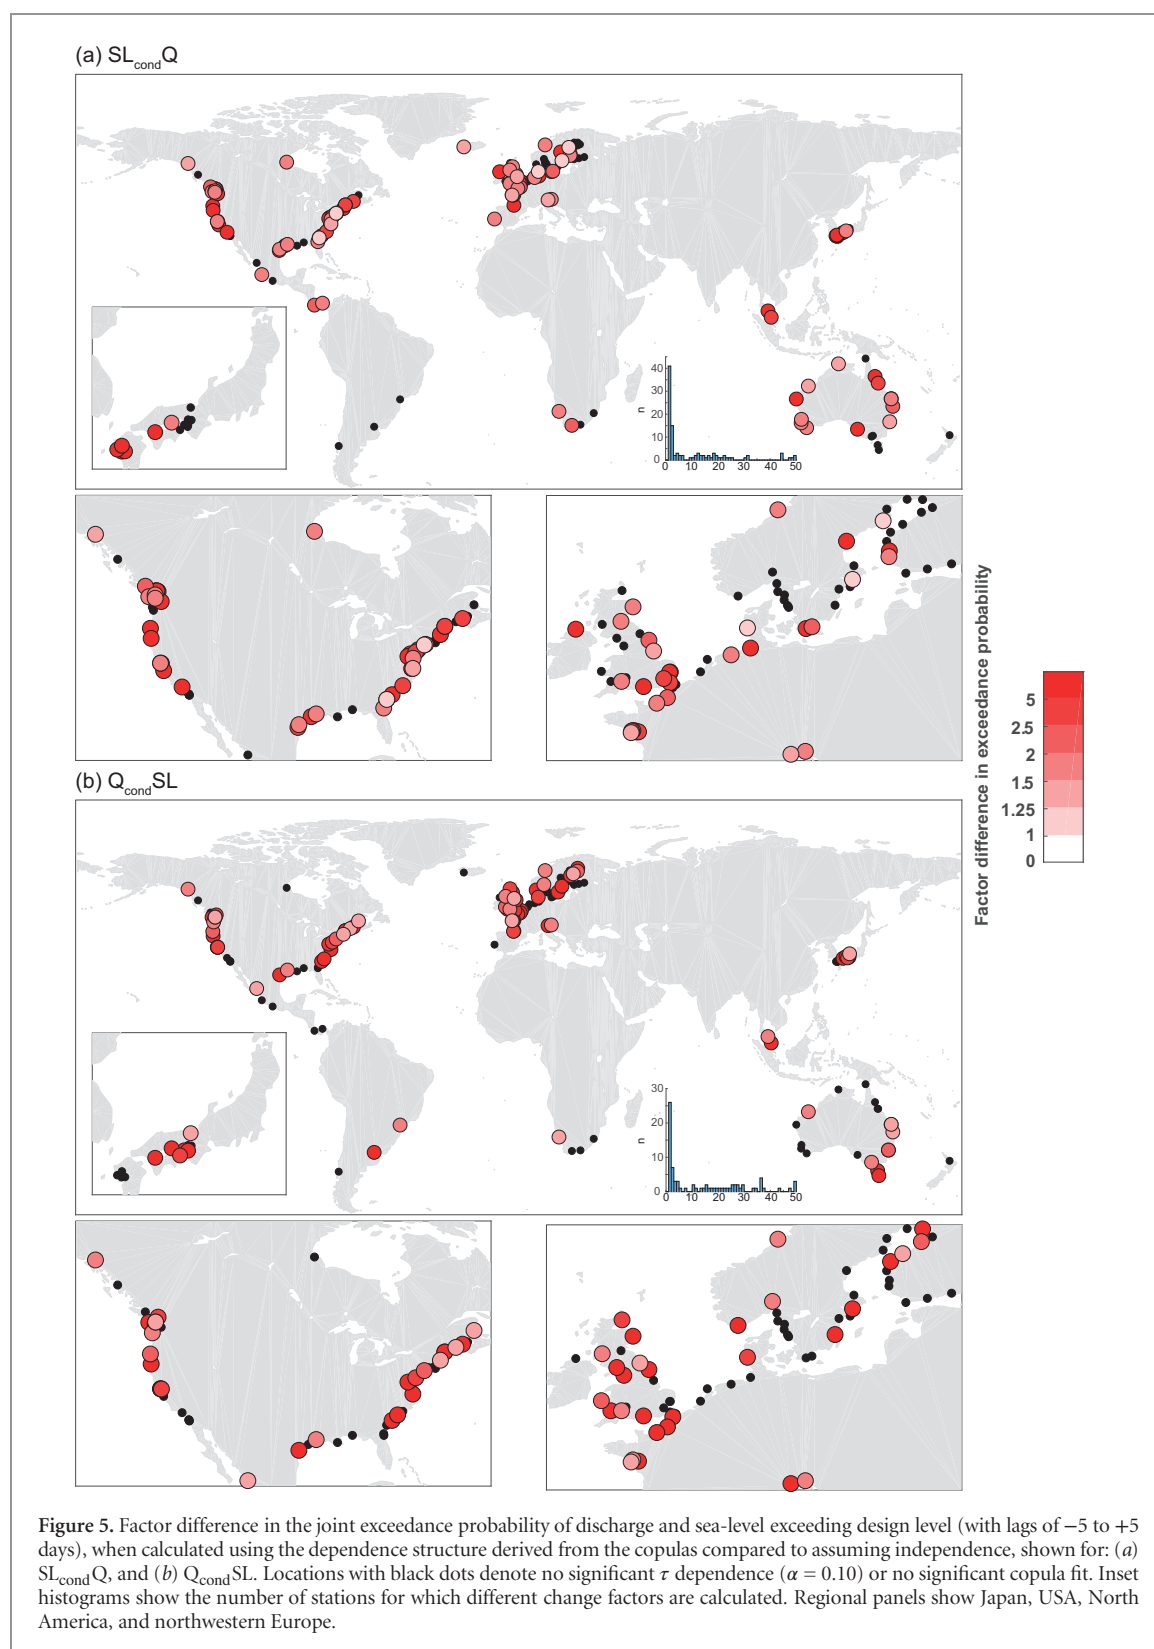 (a) SLcondQ
40
30
20
10
0
n
0 10 20 30 40 50
Factor difference in exceedance probability
5
2.5
2
1.5
1.25
1
0
(b) QcondSL
30
20
10
0
n
0 10 20 30 40 50
Figure 5. Factor difference in the joint exceedance probability of discharge and sea-level exceeding design level (with lags of −5 to +5
days), when calculated using the dependence structure derived from the copulas compared to assuming independence, shown for: (a)
SLcondQ, and (b) QcondSL. Locations with black dots denote no significant τ dependence (α = 0.10) or no significant copula fit. Inset
histograms show the number of stations for which different change factors are calculated. Regional panels show Japan, USA, North
America, and northwestern Europe.